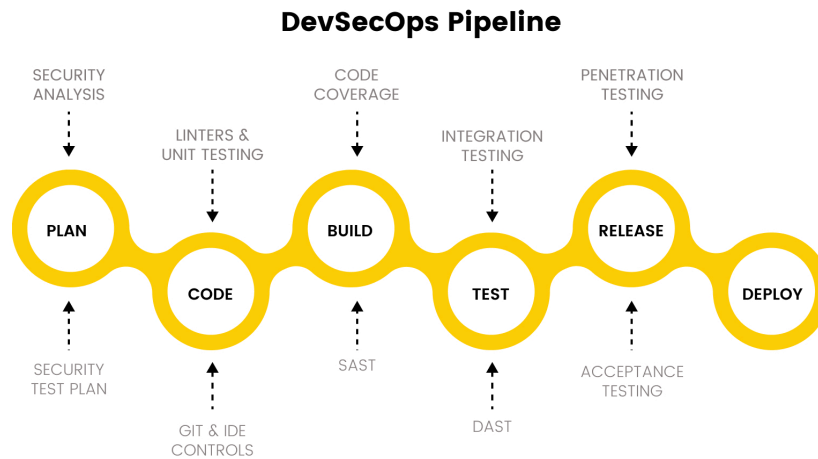 DevSecOps Pipeline
SECURITY
ANALYSIS
CODE
COVERAGE
PENETRATION
TESTING
LINTERS &
UNIT TESTING
INTEGRATION
TESTING
PLAN
BUILD
RELEASE
CODE
TEST
DEPLOY
SECURITY
TEST PLAN
SAST
ACCEPTANCE
TESTING
GIT & IDE
CONTROLS
DAST